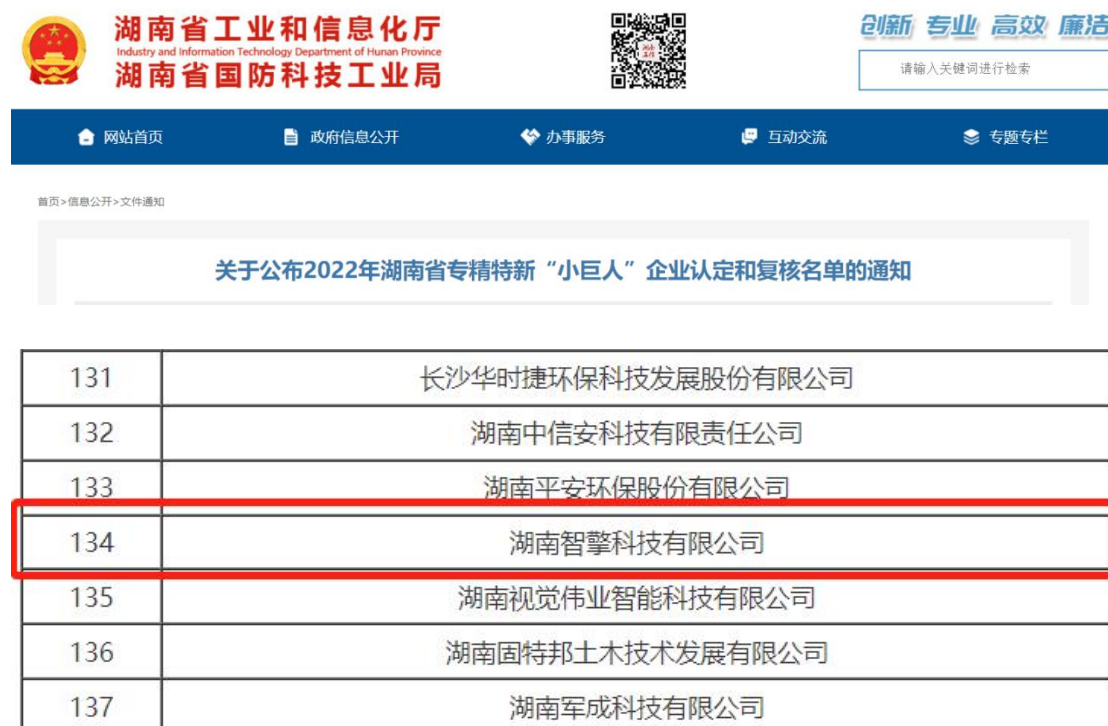 湖南省工业和信息化厅
Industry and Information Technology Department of Hunan Province
湖南省国防科技工业局
创新 专业 高效 廉洁
请输入关键词进行检索
网站首页 政府信息公开 办事服务 互动交流 专题专栏
首页>信息公开>文件通知
关于公布2022年湖南省专精特新“小巨人”企业认定和复核名单的通知
131 长沙华时捷环保科技发展股份有限公司
132 湖南中信安科技有限责任公司
133 湖南平安环保股份有限公司
134 湖南智擎科技有限公司
135 湖南视觉伟业智能科技有限公司
136 湖南固特邦土木技术发展有限公司
137 湖南军成科技有限公司